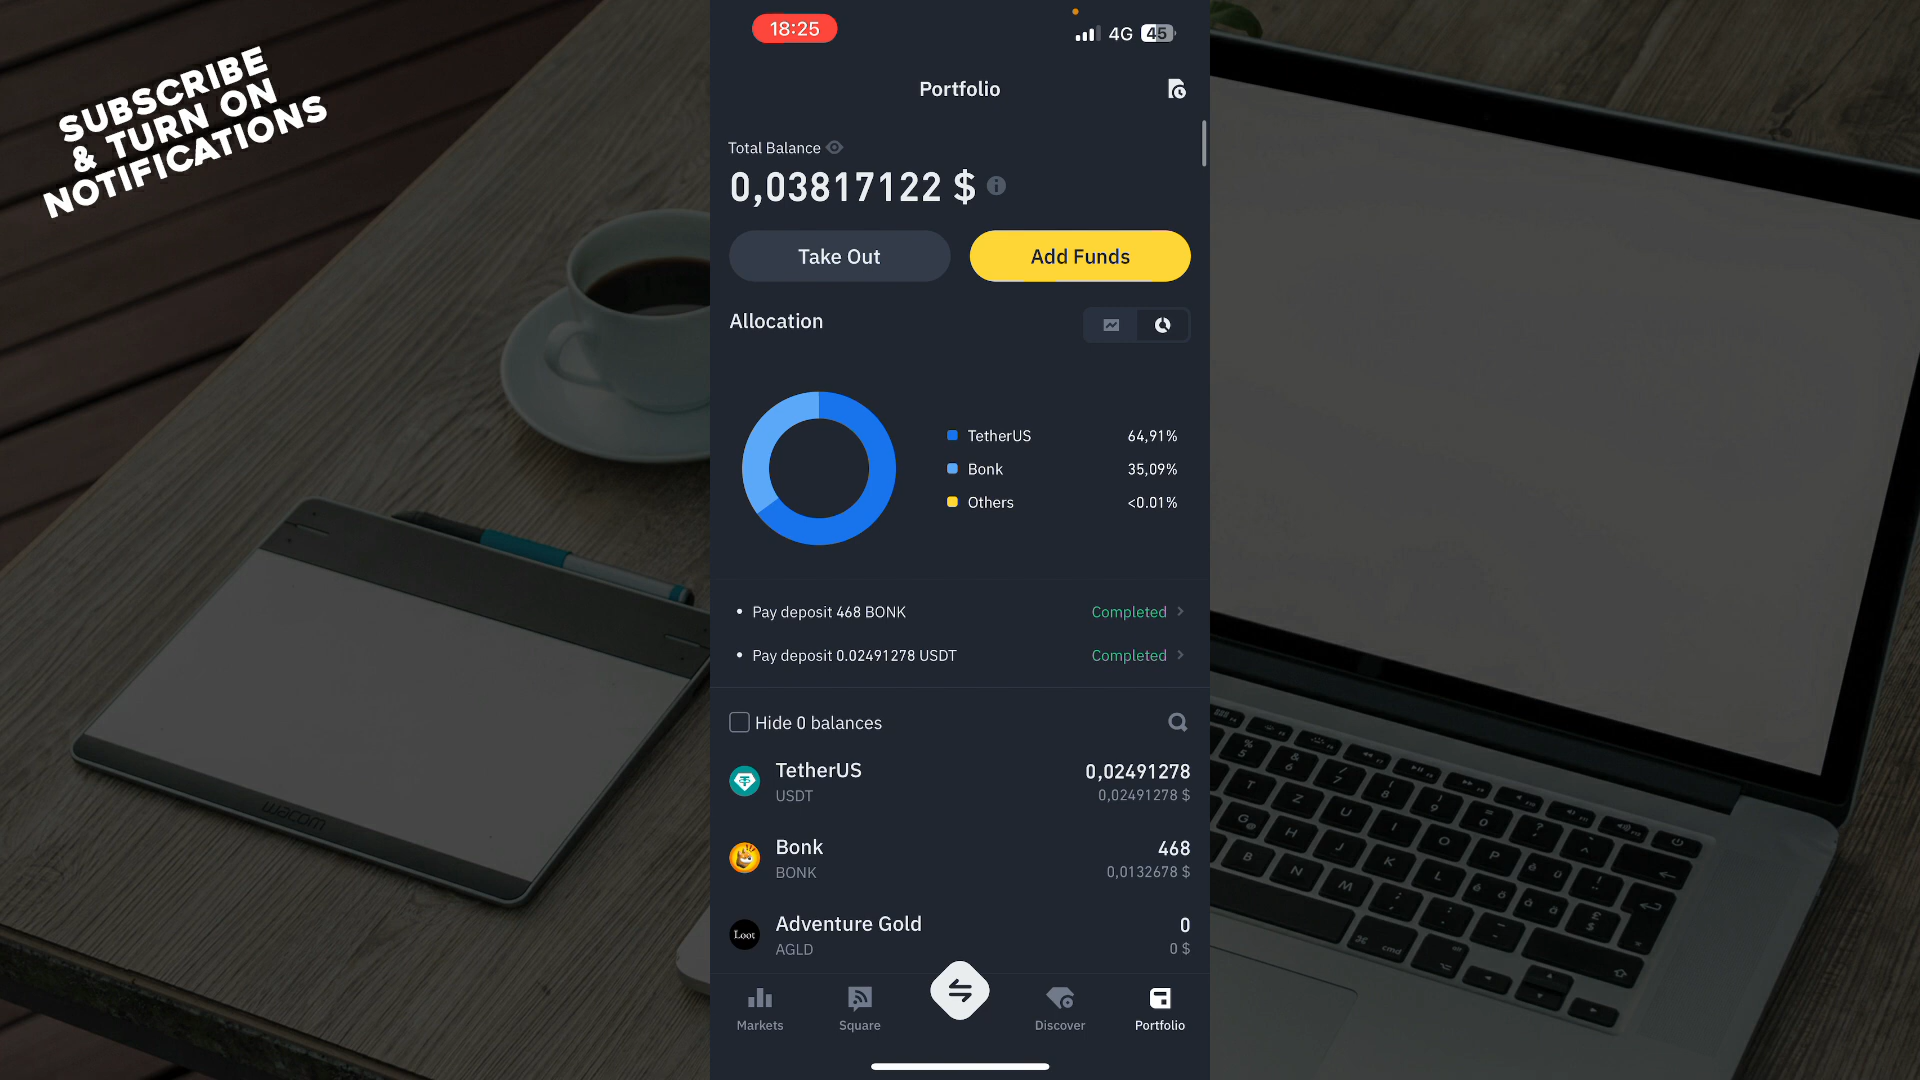 SUBSCRIBE
& TURN ON
NOTIFICATIONS
18:25
4G 45
Portfolio
Total Balance
0,03817122 $
Take Out
Add Funds
Allocation
TetherUS 64,91%
Bonk 35,09%
Others <0.01%
• Pay deposit 468 BONK Completed
• Pay deposit 0.02491278 USDT Completed
Hide 0 balances
TetherUS 0,02491278
USDT 0,02491278 $
Bonk 468
BONK 0,0132678 $
Loot
Adventure Gold 0
AGLD 0 $
Markets
Square
Discover
Portfolio
wacom